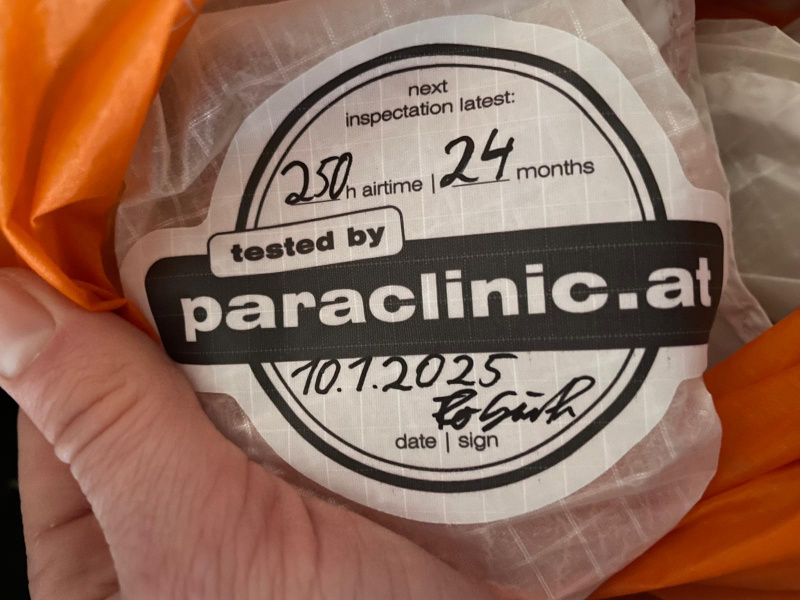 next
inspectation latest:
250 h airtime | 24 months
tested by
paraclinic.at
10.1.2025
date | sign